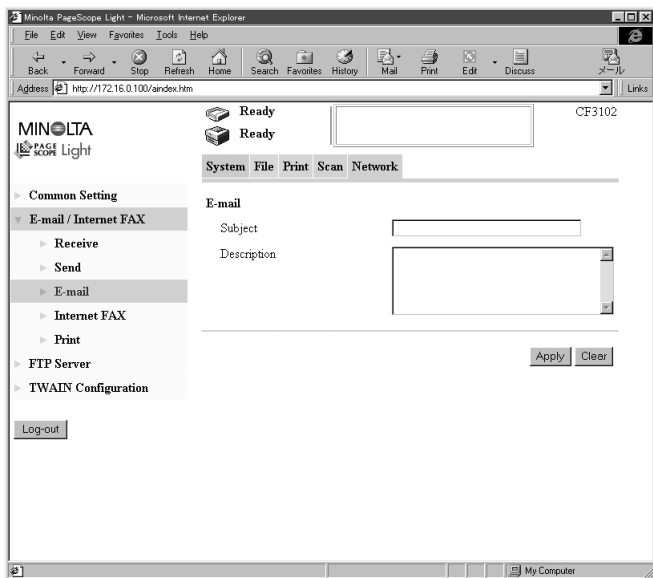 Minolta PageScope Light - Microsoft Internet Explorer
File Edit View Favorites Tools Help
Back Forward Stop Refresh Home Search Favorites History Mail Print Edit Discuss メール
Address http://172.16.0.100/aindex.htm Links
MINOLTA
PAGE SCOPE Light
Ready
Ready
CF3102
System File Print Scan Network
Common Setting
E-mail / Internet FAX
Receive
Send
E-mail
Internet FAX
Print
FTP Server
TWAIN Configuration
Log-out
E-mail
Subject
Description
Apply Clear
My Computer